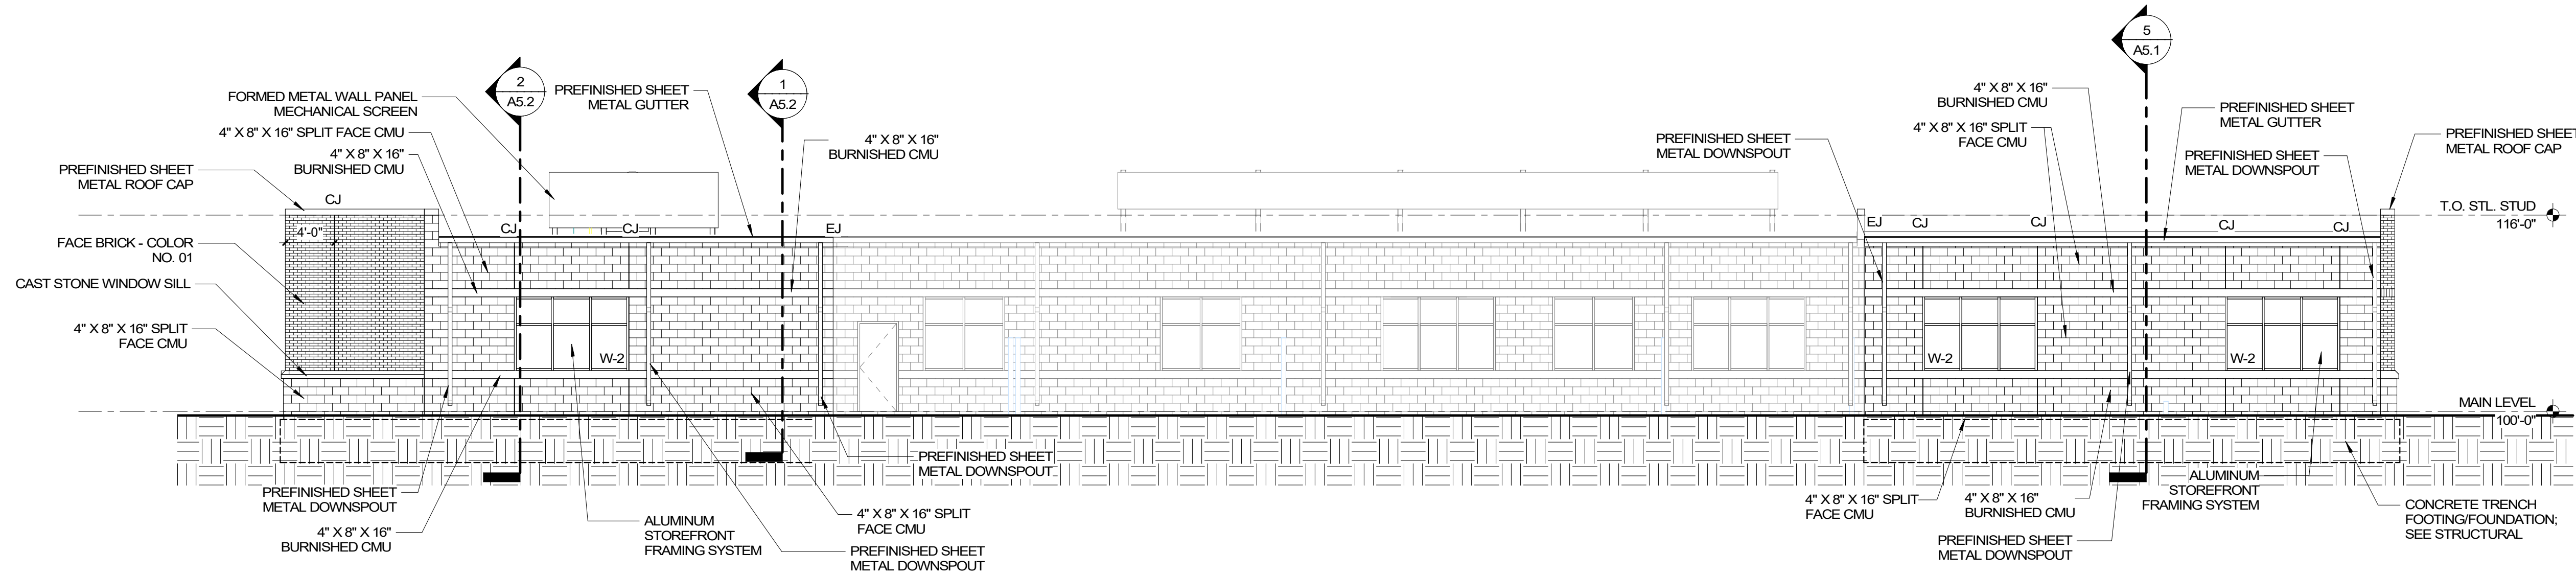 5
A5.1
2
A5.2
1
A5.2
FORMED METAL WALL PANEL
MECHANICAL SCREEN
PREFINISHED SHEET
METAL GUTTER
4" X 8" X 16" SPLIT FACE CMU
4" X 8" X 16"
BURNISHED CMU
PREFINISHED SHEET
METAL ROOF CAP
4" X 8" X 16"
BURNISHED CMU
CJ
4'-0"
CJ
CJ
EJ
FACE BRICK - COLOR
NO. 01
CAST STONE WINDOW SILL
4" X 8" X 16" SPLIT
FACE CMU
W-2
PREFINISHED SHEET
METAL DOWNSPOUT
4" X 8" X 16"
BURNISHED CMU
ALUMINUM
STOREFRONT
FRAMING SYSTEM
PREFINISHED SHEET
METAL DOWNSPOUT
4" X 8" X 16" SPLIT
FACE CMU
PREFINISHED SHEET
METAL DOWNSPOUT
4" X 8" X 16"
BURNISHED CMU
4" X 8" X 16" SPLIT
FACE CMU
PREFINISHED SHEET
METAL DOWNSPOUT
PREFINISHED SHEET
METAL GUTTER
PREFINISHED SHEET
METAL DOWNSPOUT
PREFINISHED SHEET
METAL ROOF CAP
EJ
CJ
CJ
CJ
CJ
T.O. STL. STUD
116'-0"
W-2
W-2
MAIN LEVEL
100'-0"
4" X 8" X 16" SPLIT
FACE CMU
4" X 8" X 16"
BURNISHED CMU
PREFINISHED SHEET
METAL DOWNSPOUT
ALUMINUM
STOREFRONT
FRAMING SYSTEM
CONCRETE TRENCH
FOOTING/FOUNDATION;
SEE STRUCTURAL